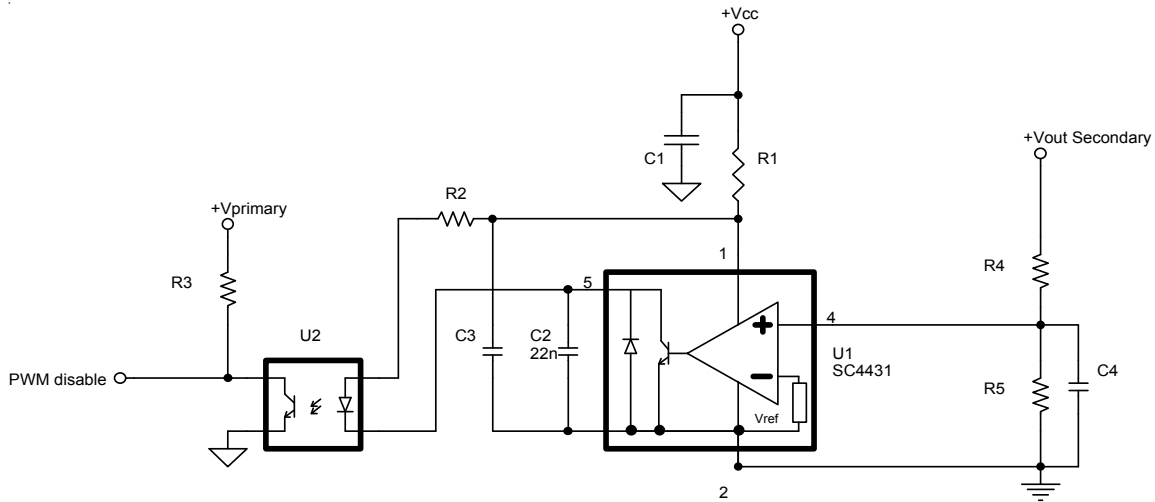 +Vcc
C1
R1
+Vout Secondary
R2
+Vprimary
1
R3
5
R4
U2
C3
C2
22n
4
U1
SC4431
PWM disable
R5
C4
Vref
2